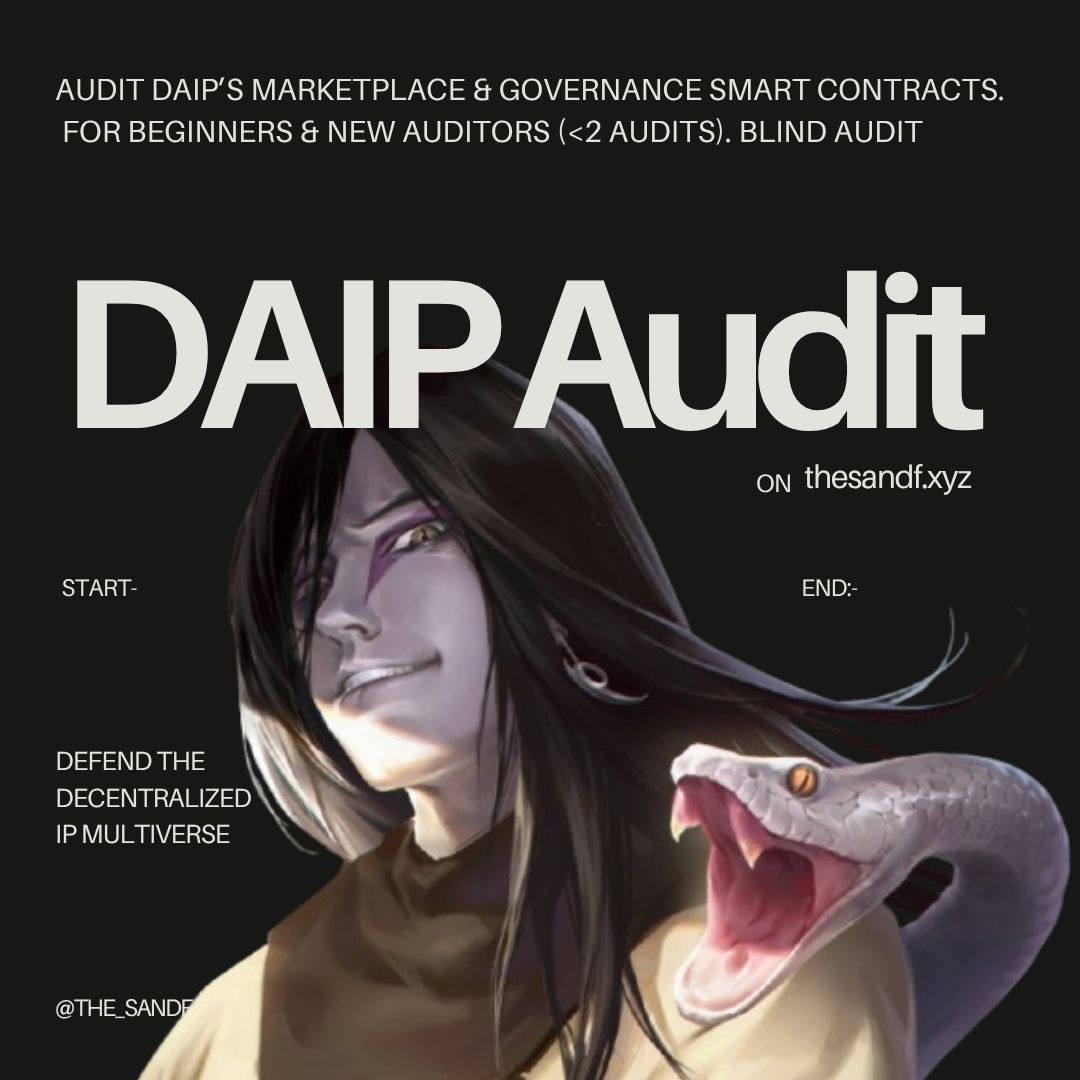 AUDIT DAIP’S MARKETPLACE & GOVERNANCE SMART CONTRACTS.
FOR BEGINNERS & NEW AUDITORS (<2 AUDITS). BLIND AUDIT
DAIP Audit
ON thesandf.xyz
START-
END:-
DEFEND THE
DECENTRALIZED
IP MULTIVERSE
@THE_SANDF